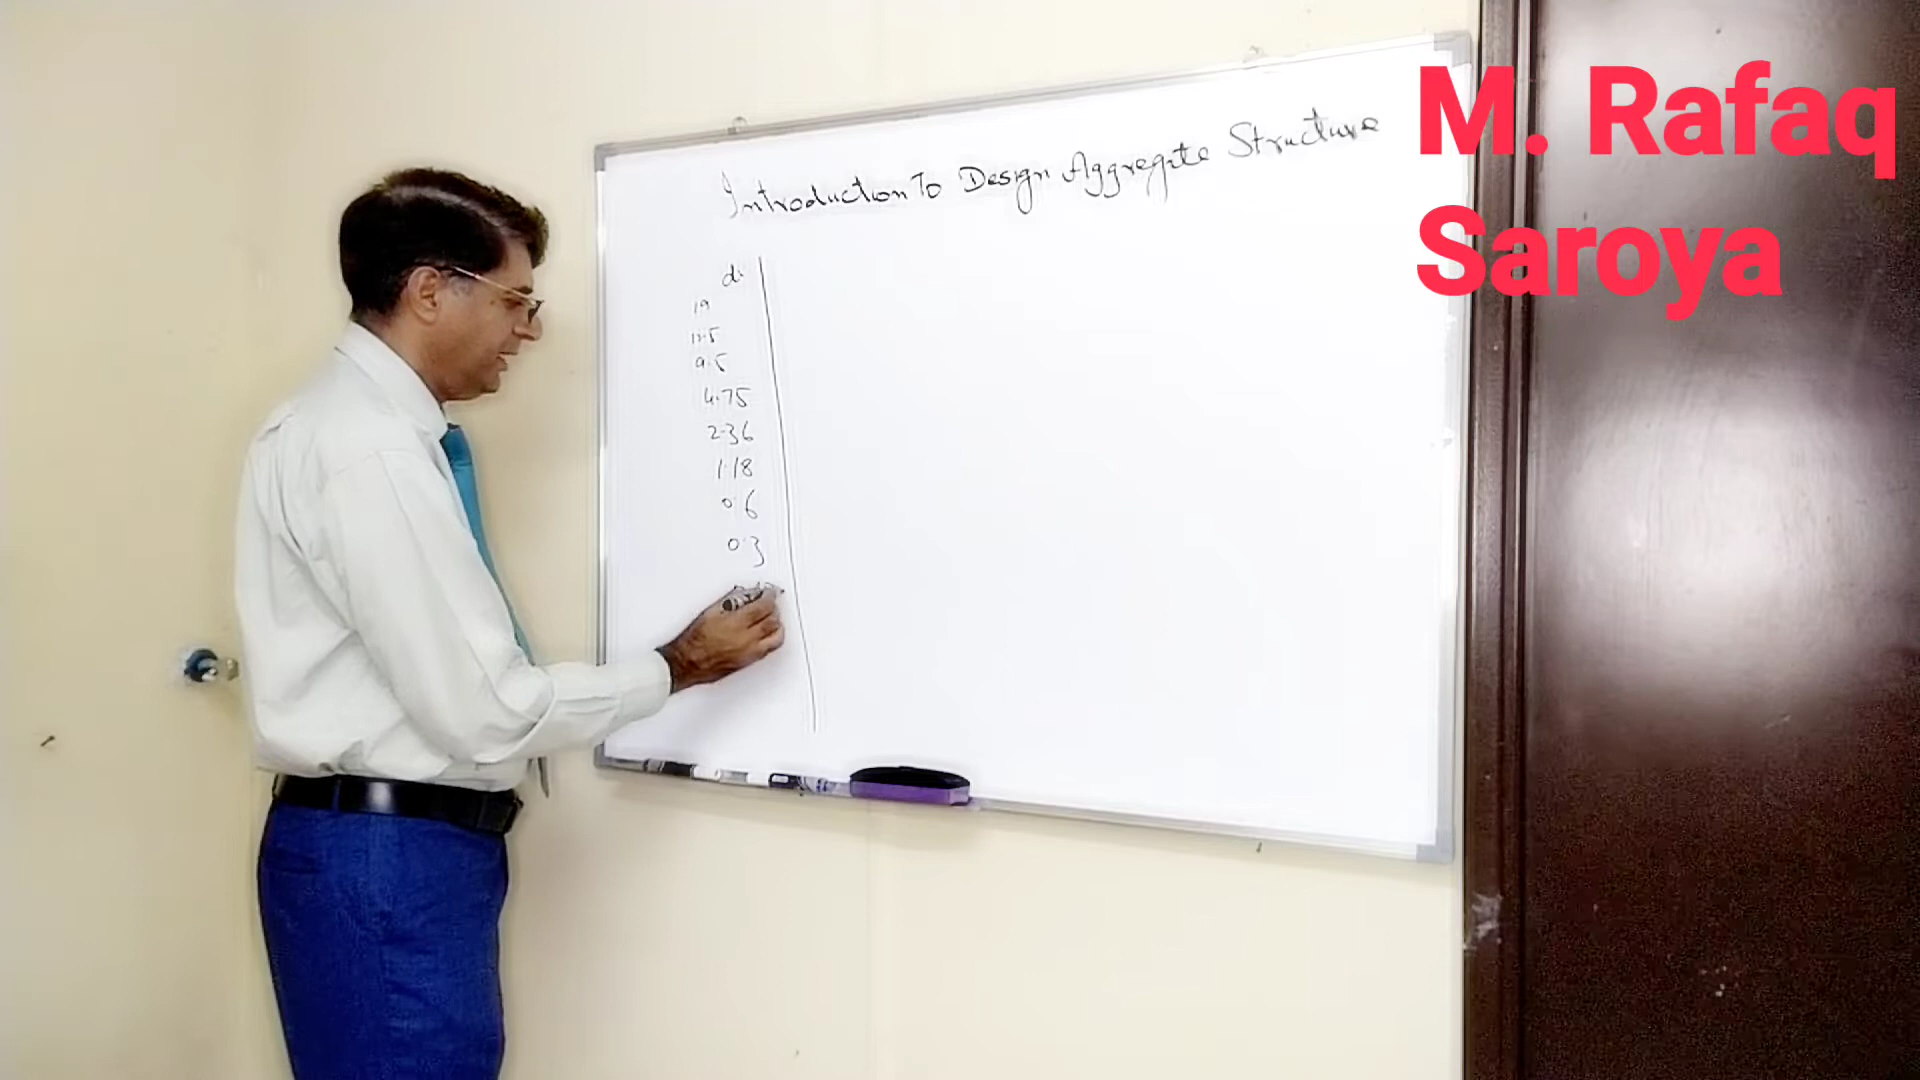 M. Rafaq
Saroya
Introduction To Design Aggregate Structure
di
19
12.5
9.5
4.75
2.36
1.18
0.6
0.3